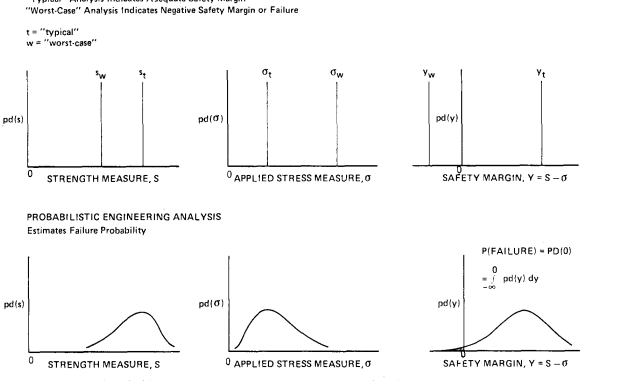 "Typical" Analysis Indicates Adequate Safety Margin
"Worst-Case" Analysis Indicates Negative Safety Margin or Failure
t = "typical"
w = "worst-case"
s_w s_t σ_t σ_w y_w y_t
pd(s) pd(σ) pd(y)
0 0 0
STRENGTH MEASURE, S APPLIED STRESS MEASURE, σ SAFETY MARGIN, Y = S – σ
PROBABILISTIC ENGINEERING ANALYSIS
Estimates Failure Probability
P(FAILURE) = PD(0)
= ∫_{-∞}^{0} pd(y) dy
pd(s) pd(σ) pd(y)
0 0 0
STRENGTH MEASURE, S APPLIED STRESS MEASURE, σ SAFETY MARGIN, Y = S – σ